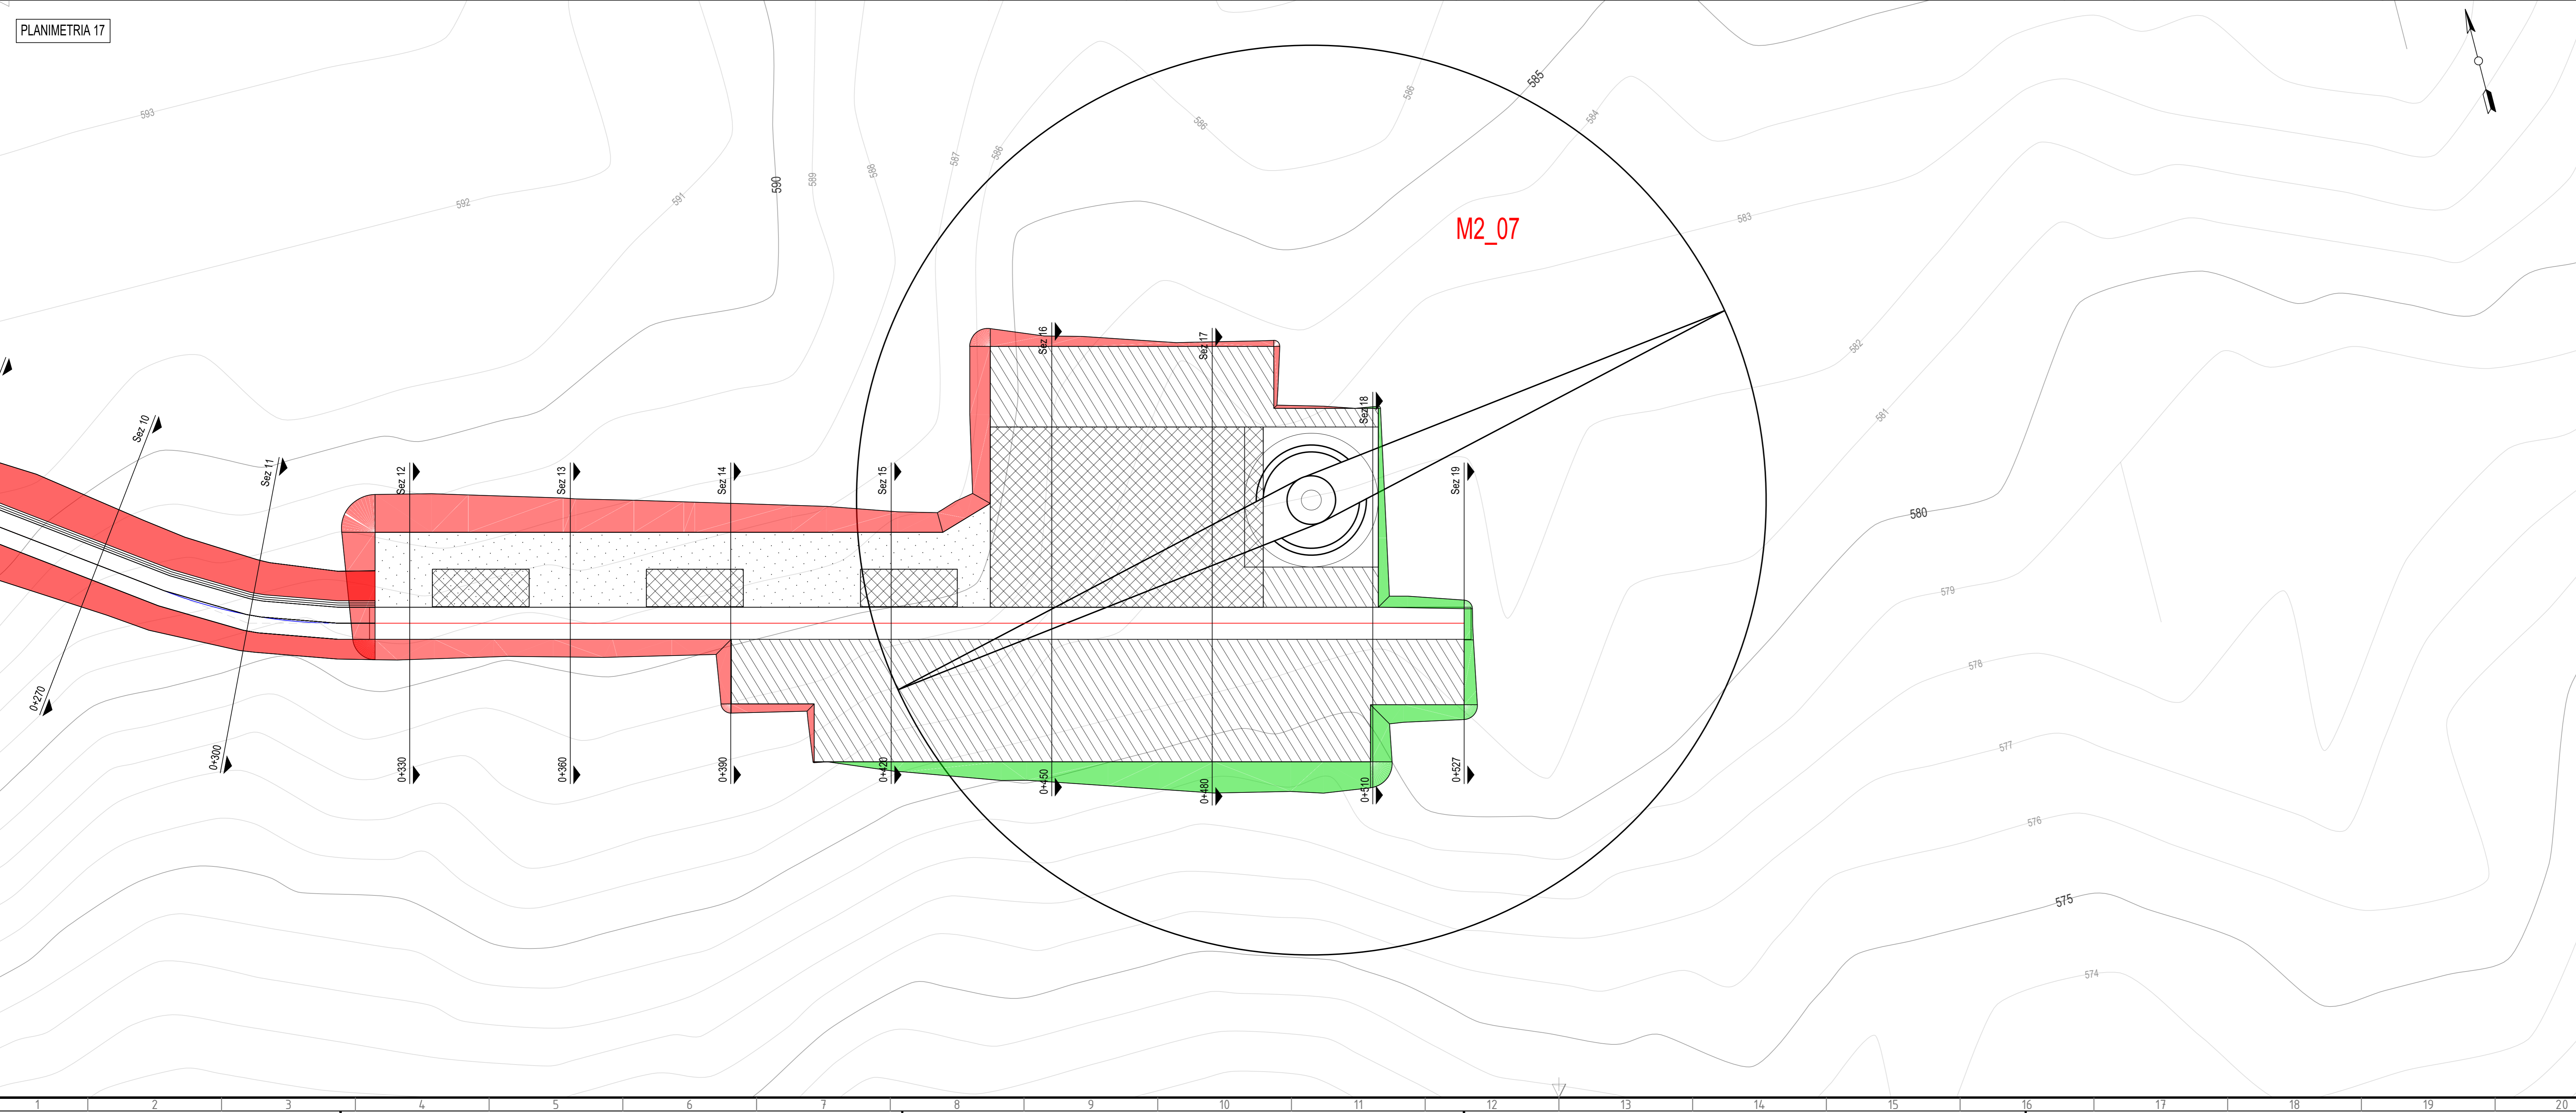 PLANIMETRIA 17
593
592
591
590
589
588
587
586
586
586
585
584
583
582
581
580
579
578
577
576
575
574
M2_07
Sez 10
Sez 11
Sez 12
Sez 13
Sez 14
Sez 15
Sez 16
Sez 17
Sez 18
Sez 19
0+270
0+300
0+330
0+360
0+390
0+420
0+450
0+480
0+510
0+527
1 2 3 4 5 6 7 8 9 10 11 12 13 14 15 16 17 18 19 20